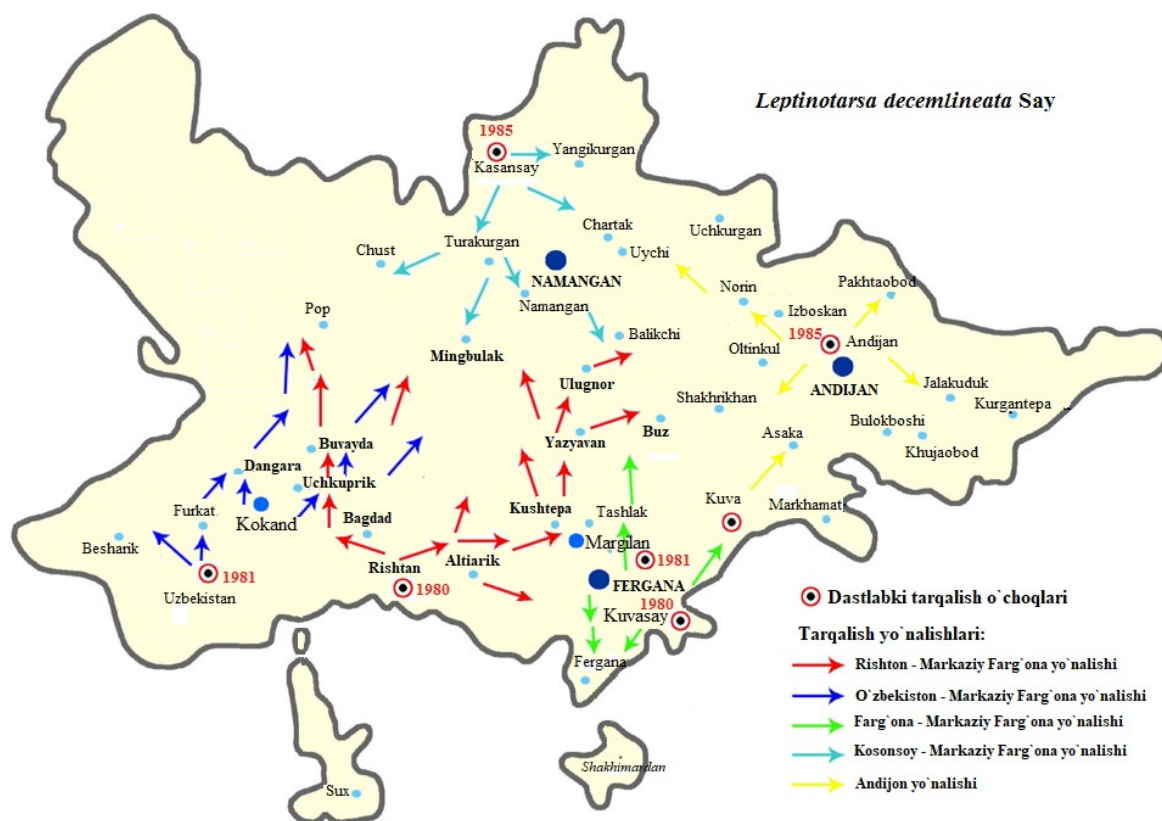 Leptinotarsa decemlineata Say
1985
Kasansay
Yangikurgan
Chartak
Uychi
Uchkurgan
Turakurgan
Chust
NAMANGAN
Namangan
Norin
Pakhtaobod
Izboskan
Pop
Balikchi
1985
Andijan
Mingbulak
Oltinkul
ANDIJAN
Ulugnor
Jalakuduk
Shakhrikhan
Kurgantepa
Buz
Bulokboshi
Buvayda
Yazyavan
Asaka
Khujaobod
Dangara
Uchkuprik
Kuva
Furkat
Kokand
Kushtepa
Tashlak
Markhamat
Bagdad
Besharik
Margilan
Rishtan
Altiarik
1981
1981
FERGANA
1980
Uzbekistan
1980
Kuvasay
Dastlabki tarqalish o`choqlari
Tarqalish yo`nalishlari:
Fergana
Rishton - Markaziy Farg`ona yo`nalishi
O`zbekiston - Markaziy Farg`ona yo`nalishi
Farg`ona - Markaziy Farg`ona yo`nalishi
Kosonsoy - Markaziy Farg`ona yo`nalishi
Andijon yo`nalishi
Shakhimardan
Sux